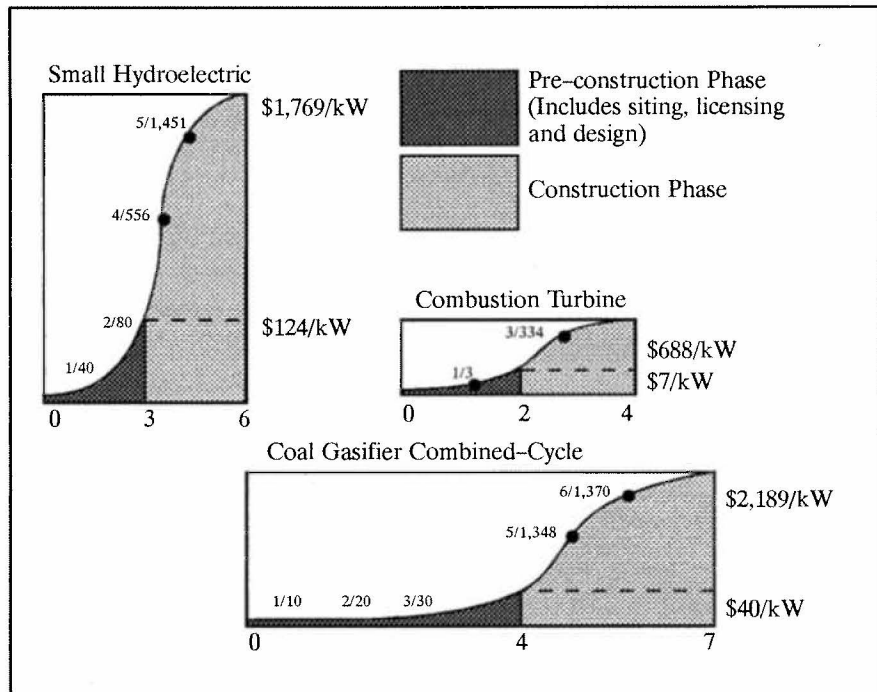 Small Hydroelectric
5/1,451
$1,769/kW
4/556
2/80
$124/kW
1/40
0 3 6
Pre–construction Phase
(Includes siting, licensing
and design)
Construction Phase
Combustion Turbine
3/334
$688/kW
1/3
$7/kW
0 2 4
Coal Gasifier Combined–Cycle
6/1,370
$2,189/kW
5/1,348
1/10 2/20 3/30
$40/kW
0 4 7